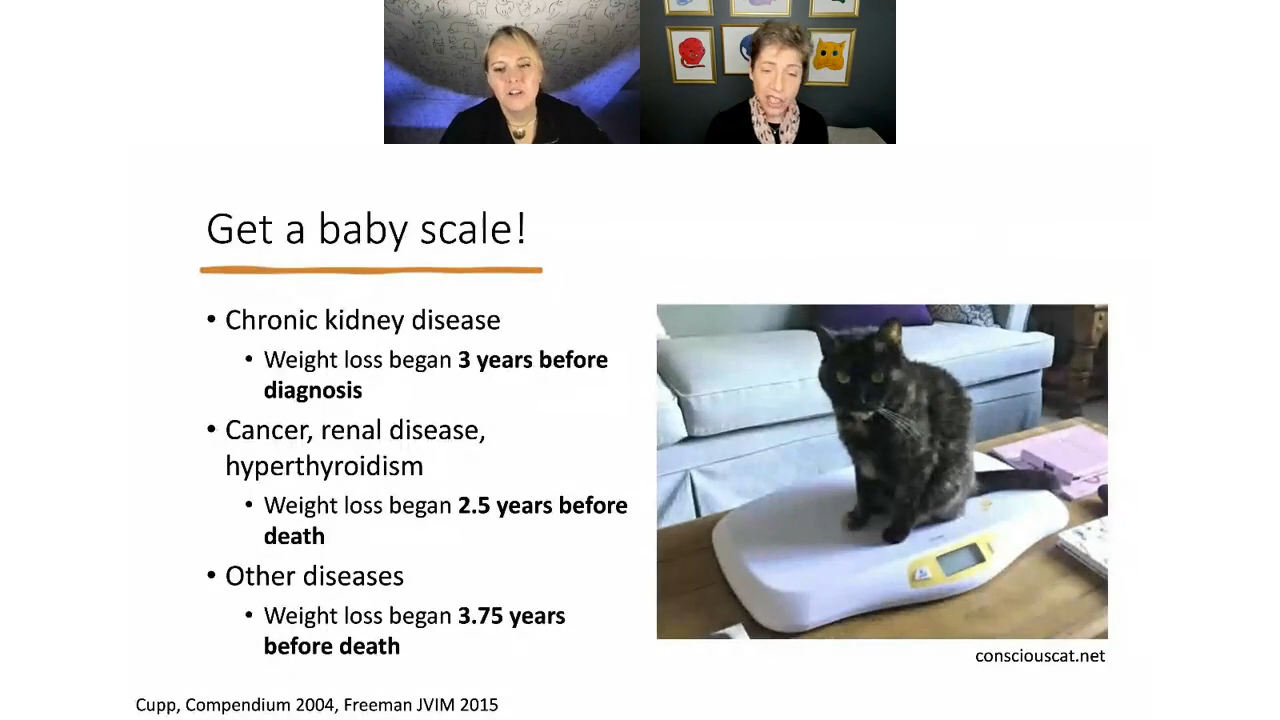 Get a baby scale!
• Chronic kidney disease
• Weight loss began 3 years before
diagnosis
• Cancer, renal disease,
hyperthyroidism
• Weight loss began 2.5 years before
death
• Other diseases
• Weight loss began 3.75 years
before death
consciouscat.net
Cupp, Compendium 2004, Freeman JVIM 2015